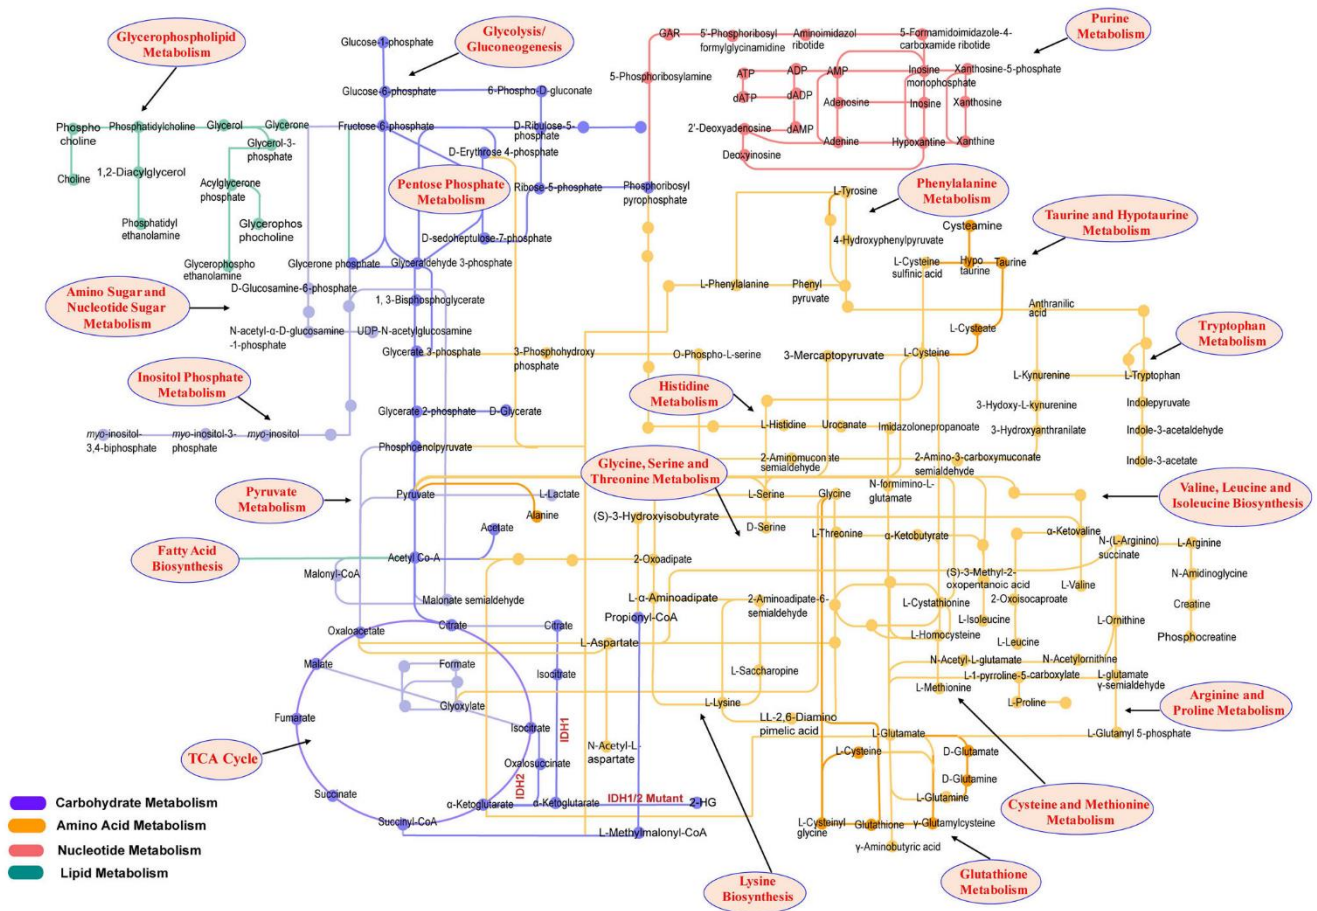 Glycerophospholipid
Metabolism
Glycolysis/
Gluconeogenesis
Purine
Metabolism
Glucose-1-phosphate
GAR
5'-Phosphoribosyl
formylglycinamidine
Aminoimidazol
ribotide
5-Formamidoimidazole-4-
carboxamide ribotide
Glucose-6-phosphate
6-Phospho-D-gluconate
5-Phosphoribosylamine
ATP
ADP
AMP
Inosine
monophosphate
Xanthosine-5-phosphate
dATP
dADP
Adenosine
Inosine
Xanthosine
Phospho
choline
Phosphatidylcholine
Glycerol
Glycerone
Fructose-6-phosphate
D-Ribulose-5-
phosphate
2'-Deoxyadenosine
dAMP
Adenine
Hypoxantine
Xanthine
Deoxyinosine
Glycerol-3-
phosphate
D-Erythrose 4-phosphate
Choline
1,2-Diacylglycerol
Acylglycerone
phosphate
Pentose Phosphate
Metabolism
Ribose-5-phosphate
Phosphoribosyl
pyrophosphate
L-Tyrosine
Phenylalanine
Metabolism
Taurine and Hypotaurine
Metabolism
Phosphatidyl
ethanolamine
Glycerophos
phocholine
D-sedoheptulose-7-phosphate
4-Hydroxyphenylpyruvate
Cysteamine
Glycerophospho
ethanolamine
Glycerone phosphate
Glyceraldehyde 3-phosphate
L-Cysteine
sulfinic acid
Hypo
taurine
Taurine
Amino Sugar and
Nucleotide Sugar
Metabolism
D-Glucosamine-6-phosphate
1, 3-Bisphosphoglycerate
L-Phenylalanine
Phenyl
pyruvate
Anthranilic
acid
N-acetyl-α-D-glucosamine
-1-phosphate
UDP-N-acetylglucosamine
L-Cysteate
Tryptophan
Metabolism
Glycerate 3-phosphate
3-Phosphohydroxy
phosphate
O-Phospho-L-serine
3-Mercaptopyruvate
L-Cysteine
L-Kynurenine
L-Tryptophan
Inositol Phosphate
Metabolism
Histidine
Metabolism
Glycerate 2-phosphate
D-Glycerate
3-Hydoxy-L-kynurenine
Indolepyruvate
myo-inositol-
3,4-biphosphate
myo-inositol-3-
phosphate
myo-inositol
L-Histidine
Urocanate
Imidazolonepropanoate
3-Hydroxyanthranilate
Indole-3-acetaldehyde
Phosphoenolpyruvate
Glycine, Serine and
Threonine Metabolism
2-Aminomuconate
semialdehyde
2-Amino-3-carboxymuconate
semialdehyde
Indole-3-acetate
Pyruvate
Metabolism
Pyruvate
L-Lactate
Alanine
L-Serine
Glycine
N-formimino-L-
glutamate
Valine, Leucine and
Isoleucine Biosynthesis
Acetate
(S)-3-Hydroxyisobutyrate
D-Serine
L-Threonine
α-Ketobutyrate
α-Ketovaline
N-(L-Arginino)
succinate
L-Arginine
Fatty Acid
Biosynthesis
Acetyl Co-A
2-Oxoadipate
Malonyl-CoA
(S)-3-Methyl-2-
oxopentanoic acid
L-Valine
N-Amidinoglycine
Malonate semialdehyde
L-α-Aminoadipate
2-Aminoadipate-6-
semialdehyde
L-Cystathionine
2-Oxoisocaproate
Creatine
Propionyl-CoA
L-Isoleucine
L-Ornithine
Oxaloacetate
Citrate
Citrate
L-Aspartate
L-Homocysteine
L-Leucine
Phosphocreatine
Malate
Formate
Isocitrate
L-Saccharopine
N-Acetyl-L-glutamate
N-Acetylornithine
L-1-pyrroline-5-carboxylate
L-glutamate
γ-semialdehyde
Glyoxylate
L-Lysine
L-Methionine
L-Proline
Arginine and
Proline Metabolism
Fumarate
Isocitrate
IDH1
LL-2,6-Diamino
pimelic acid
L-Glutamate
L-Glutamyl 5-phosphate
TCA Cycle
N-Acetyl-L-
aspartate
L-Cysteine
D-Glutamate
Oxalosuccinate
IDH2
D-Glutamine
Succinate
α-Ketoglutarate
α-Ketoglutarate
IDH1/2 Mutant
2-HG
L-Glutamine
Cysteine and Methionine
Metabolism
Succinyl-CoA
L-Methylmalonyl-CoA
L-Cysteinyl
glycine
Glutathione
γ-Glutamylcysteine
γ-Aminobutyric acid
Lysine
Biosynthesis
Glutathione
Metabolism
Carbohydrate Metabolism
Amino Acid Metabolism
Nucleotide Metabolism
Lipid Metabolism